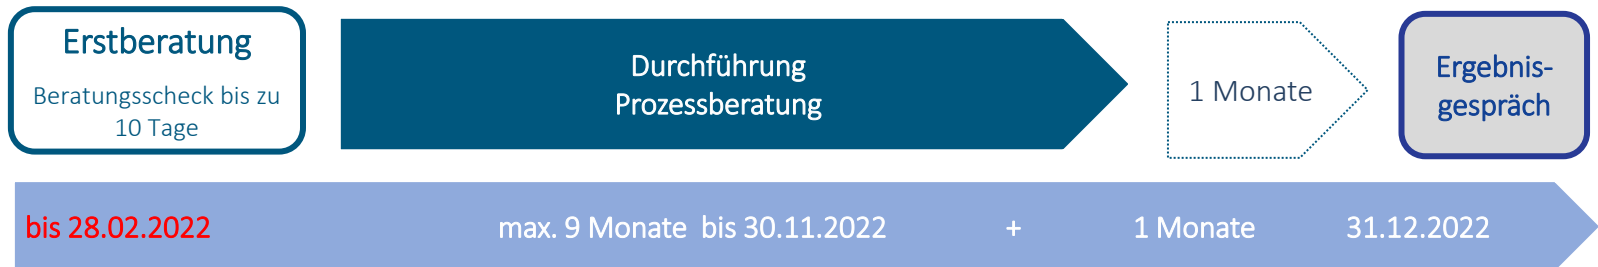 Erstberatung
Beratungsscheck bis zu
10 Tage
Durchführung
Prozessberatung
1 Monate
Ergebnis-
gespräch
bis 28.02.2022 max. 9 Monate bis 30.11.2022 + 1 Monate 31.12.2022